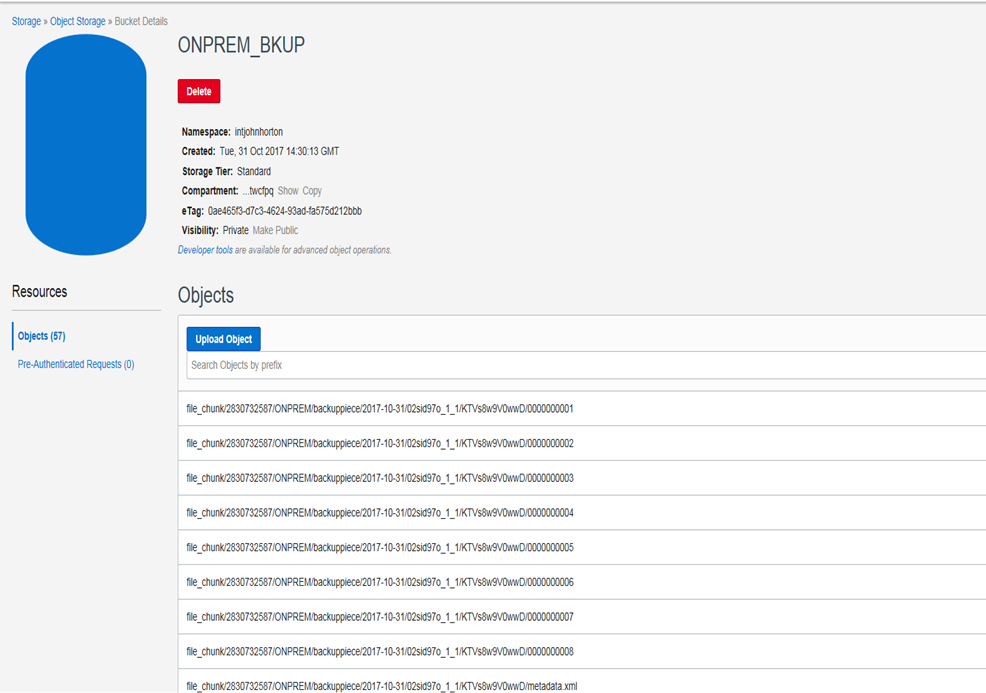 Storage » Object Storage » Bucket Details
ONPREM_BKUP
Delete
Namespace: intjohnhorton
Created: Tue, 31 Oct 2017 14:30:13 GMT
Storage Tier: Standard
Compartment: ...twcfpq Show Copy
eTag: 0ae465f3-d7c3-4624-93ad-fa575d212bbb
Visibility: Private Make Public
Developer tools are available for advanced object operations.
Resources
Objects (57)
Pre-Authenticated Requests (0)
Objects
Upload Object
Search Objects by prefix
file_chunk/2830732587/ONPREM/backuppiece/2017-10-31/02sid97o_1_1/KTVs8w9V0wwD/0000000001
file_chunk/2830732587/ONPREM/backuppiece/2017-10-31/02sid97o_1_1/KTVs8w9V0wwD/0000000002
file_chunk/2830732587/ONPREM/backuppiece/2017-10-31/02sid97o_1_1/KTVs8w9V0wwD/0000000003
file_chunk/2830732587/ONPREM/backuppiece/2017-10-31/02sid97o_1_1/KTVs8w9V0wwD/0000000004
file_chunk/2830732587/ONPREM/backuppiece/2017-10-31/02sid97o_1_1/KTVs8w9V0wwD/0000000005
file_chunk/2830732587/ONPREM/backuppiece/2017-10-31/02sid97o_1_1/KTVs8w9V0wwD/0000000006
file_chunk/2830732587/ONPREM/backuppiece/2017-10-31/02sid97o_1_1/KTVs8w9V0wwD/0000000007
file_chunk/2830732587/ONPREM/backuppiece/2017-10-31/02sid97o_1_1/KTVs8w9V0wwD/0000000008
file_chunk/2830732587/ONPREM/backuppiece/2017-10-31/02sid97o_1_1/KTVs8w9V0wwD/metadata.xml